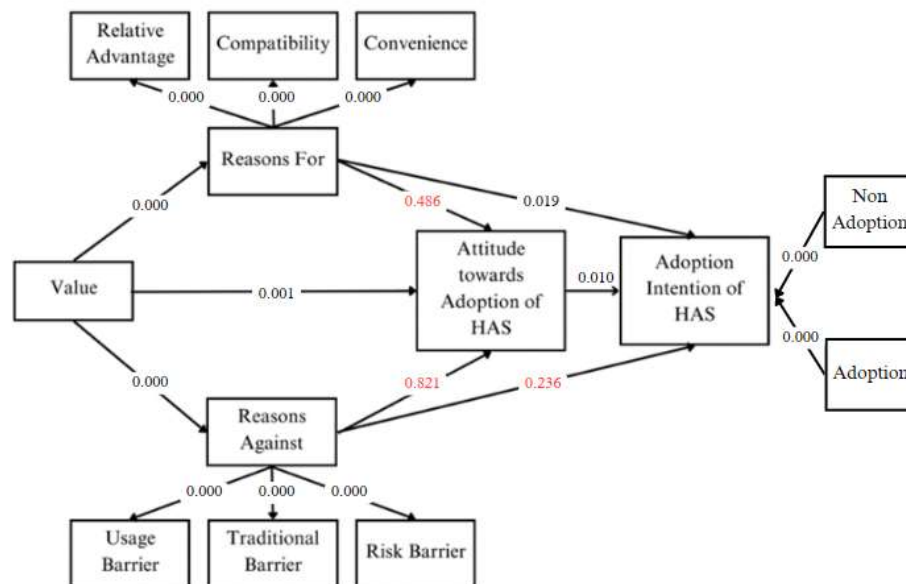 Relative
Advantage
Compatibility
Convenience
0.000
0.000
0.000
Reasons For
0.000
0.486
0.019
Non
Adoption
Value
0.001
Attitude
towards
Adoption of
HAS
0.010
Adoption
Intention of
HAS
0.000
0.000
Adoption
0.000
0.821
0.236
Reasons
Against
0.000
0.000
0.000
Usage
Barrier
Traditional
Barrier
Risk Barrier